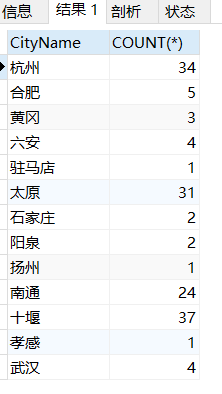 信息 结果 1 剖析 状态
CityName COUNT(*)
杭州 34
合肥 5
黄冈 3
六安 4
驻马店 1
太原 31
石家庄 2
阳泉 2
扬州 1
南通 24
十堰 37
孝感 1
武汉 4